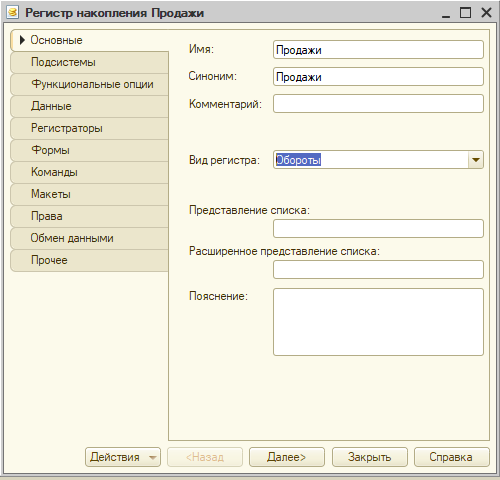 Регистр накопления Продажи
Основные
Подсистемы
Функциональные опции
Данные
Регистраторы
Формы
Команды
Макеты
Права
Обмен данными
Прочее
Имя: Продажи
Синоним: Продажи
Комментарий:
Вид регистра: Обороты
Представление списка:
Расширенное представление списка:
Пояснение:
Действия <Назад Далее> Закрыть Справка